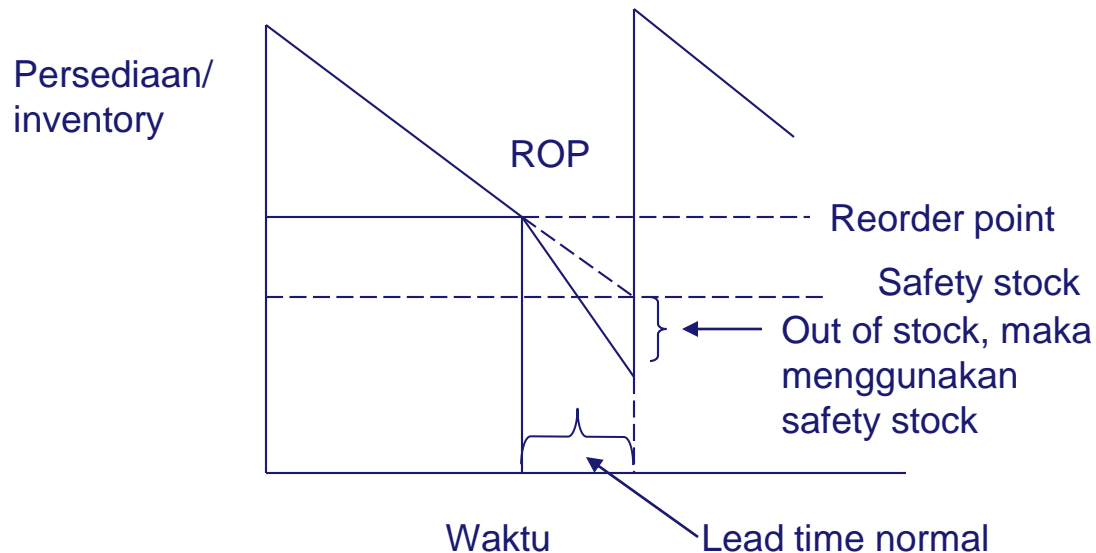 Persediaan/
inventory
ROP
Reorder point
Safety stock
Out of stock, maka
menggunakan
safety stock
Waktu
Lead time normal